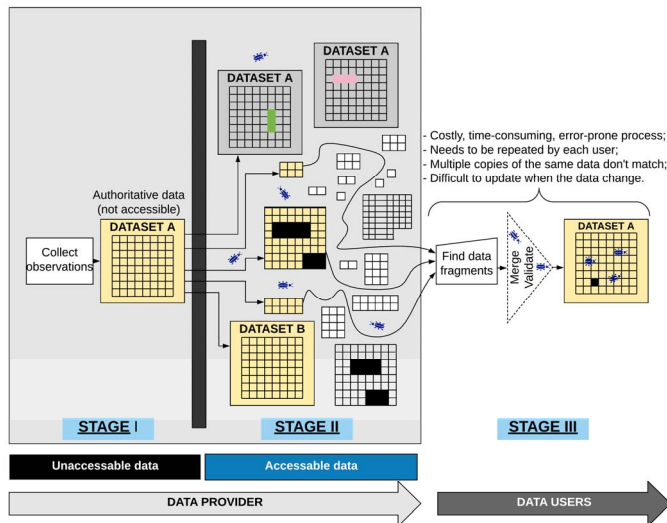 DATASET A
DATASET A
- Costly, time-consuming, error-prone process;
- Needs to be repeated by each user;
- Multiple copies of the same data don't match;
- Difficult to update when the data change.
Authoritative data
(not accessible)
DATASET A
Collect
observations
DATASET A
Find data
fragments
Merge
Validate
DATASET B
STAGE I
STAGE II
STAGE III
Unaccessable data
Accessable data
DATA PROVIDER
DATA USERS